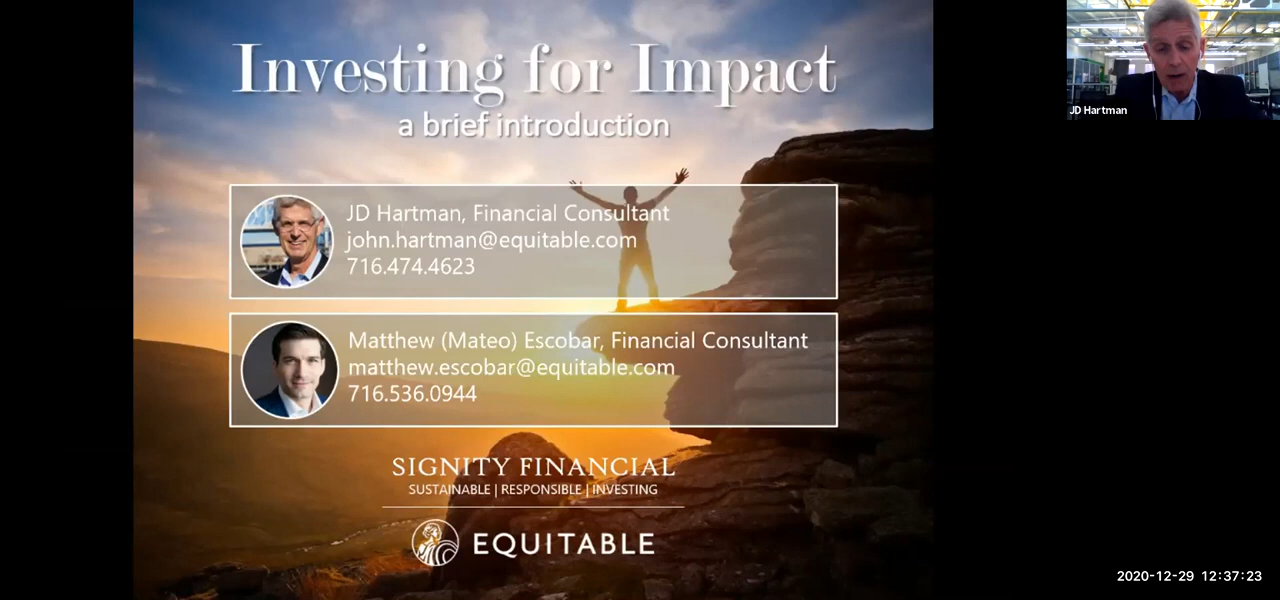 Investing for Impact
a brief introduction
JD Hartman, Financial Consultant
john.hartman@equitable.com
716.474.4623
Matthew (Mateo) Escobar, Financial Consultant
matthew.escobar@equitable.com
716.536.0944
SIGNITY FINANCIAL
SUSTAINABLE | RESPONSIBLE | INVESTING
EQUITABLE
JD Hartman
2020-12-29 12:37:23